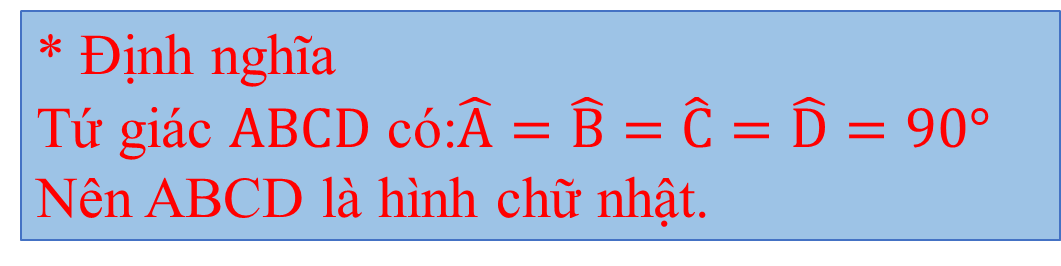 * Định nghĩa
Tứ giác ABCD có:Â = B̂ = Ĉ = D̂ = 90°
Nên ABCD là hình chữ nhật.